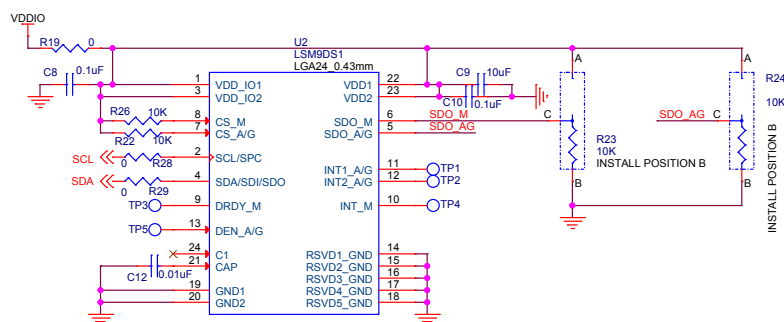 VDDIO
R19
0
U2
LSM9DS1
LGA24_0.43mm
C8
0.1uF
1
VDD_IO1
3
VDD_IO2
VDD1
22
VDD2
23
C9
10uF
C10
0.1uF
R26
10K
8
CS_M
7
CS_A/G
R22
10K
SDO_M
6
SDO_M
SDO_A/G
5
SDO_AG
SCL
0
R28
2
SCL/SPC
SDA
0
R29
4
SDA/SDI/SDO
INT1_A/G
11
TP1
INT2_A/G
12
TP2
TP3
9
DRDY_M
INT_M
10
TP4
TP5
13
DEN_A/G
24
C1
21
CAP
C12
0.01uF
19
GND1
20
GND2
RSVD1_GND
14
RSVD2_GND
15
RSVD3_GND
16
RSVD4_GND
17
RSVD5_GND
18
A
C
B
R23
10K
INSTALL POSITION B
A
SDO_AG
C
B
R24
10K
INSTALL POSITION B